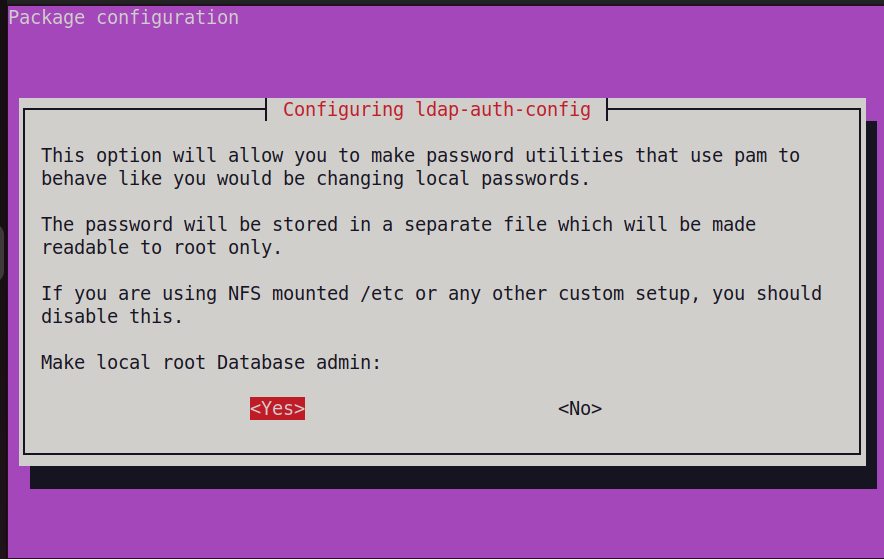 Package configuration
Configuring ldap-auth-config
This option will allow you to make password utilities that use pam to
behave like you would be changing local passwords.
The password will be stored in a separate file which will be made
readable to root only.
If you are using NFS mounted /etc or any other custom setup, you should
disable this.
Make local root Database admin:
<Yes> <No>